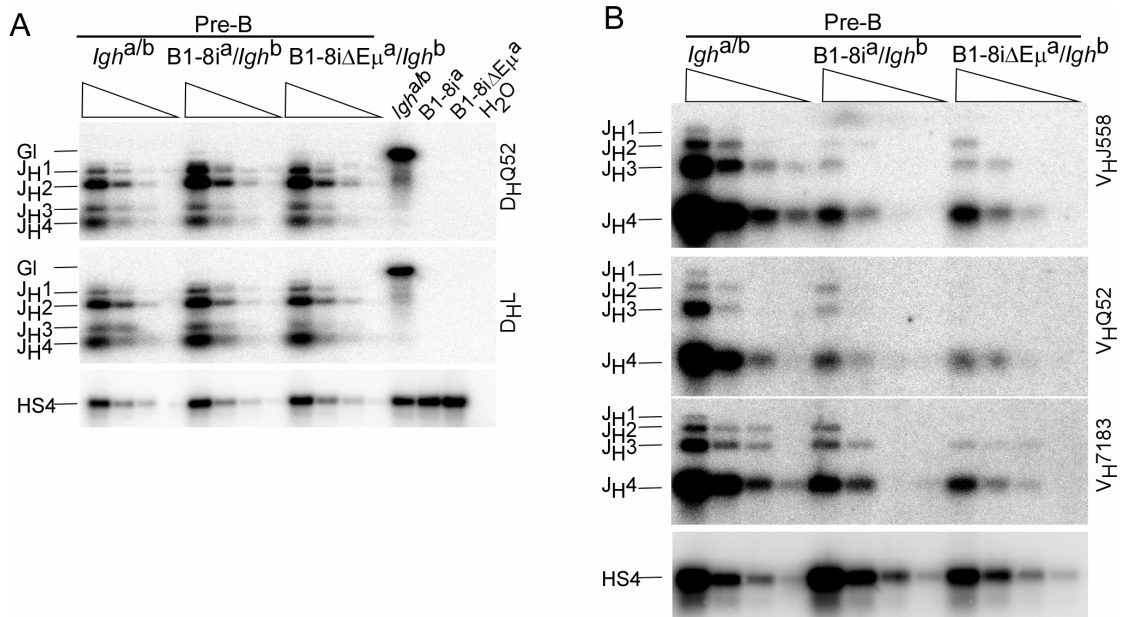 A
Pre-B
Igh^a/b B1-8i^a/Igh^b B1-8iΔEμ^a/Igh^b
Igh^a/b
B1-8i^a
B1-8iΔEμ^a
H2O
GI
JH1
JH2
JH3
JH4
DHQ52
GI
JH1
JH2
JH3
JH4
DHL
HS4
B
Pre-B
Igh^a/b B1-8i^a/Igh^b B1-8iΔEμ^a/Igh^b
JH1
JH2
JH3
JH4
VHJ558
JH1
JH2
JH3
JH4
VHQ52
JH1
JH2
JH3
JH4
VH7183
HS4